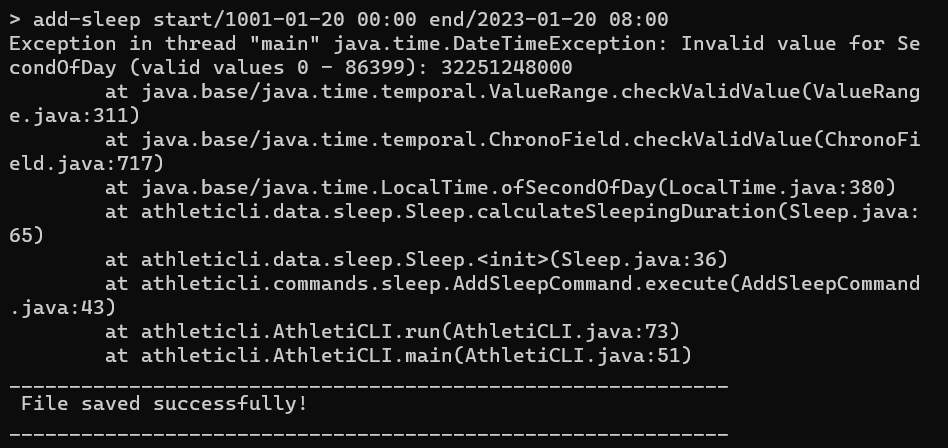 > add-sleep start/1001-01-20 00:00 end/2023-01-20 08:00
Exception in thread "main" java.time.DateTimeException: Invalid value for Se
condOfDay (valid values 0 - 86399): 32251248000
        at java.base/java.time.temporal.ValueRange.checkValidValue(ValueRang
e.java:311)
        at java.base/java.time.temporal.ChronoField.checkValidValue(ChronoFi
eld.java:717)
        at java.base/java.time.LocalTime.ofSecondOfDay(LocalTime.java:380)
        at athleticli.data.sleep.Sleep.calculateSleepingDuration(Sleep.java:
65)
        at athleticli.data.sleep.Sleep.<init>(Sleep.java:36)
        at athleticli.commands.sleep.AddSleepCommand.execute(AddSleepCommand
.java:43)
        at athleticli.AthletiCLI.run(AthletiCLI.java:73)
        at athleticli.AthletiCLI.main(AthletiCLI.java:51)
____________________________________________________________
 File saved successfully!
____________________________________________________________